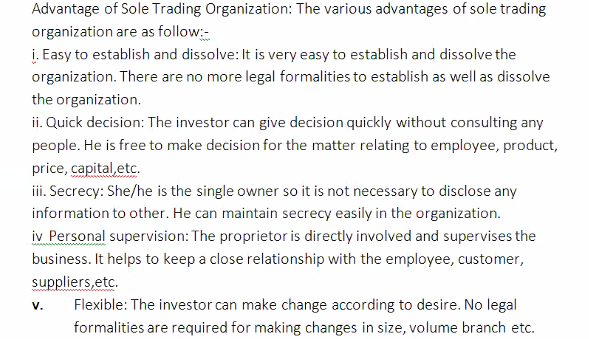 Advantage of Sole Trading Organization: The various advantages of sole trading
organization are as follow:-
i. Easy to establish and dissolve: It is very easy to establish and dissolve the
organization. There are no more legal formalities to establish as well as dissolve
the organization.
ii. Quick decision: The investor can give decision quickly without consulting any
people. He is free to make decision for the matter relating to employee, product,
price, capital,etc.
iii. Secrecy: She/he is the single owner so it is not necessary to disclose any
information to other. He can maintain secrecy easily in the organization.
iv Personal supervision: The proprietor is directly involved and supervises the
business. It helps to keep a close relationship with the employee, customer,
suppliers,etc.
v. Flexible: The investor can make change according to desire. No legal
formalities are required for making changes in size, volume branch etc.